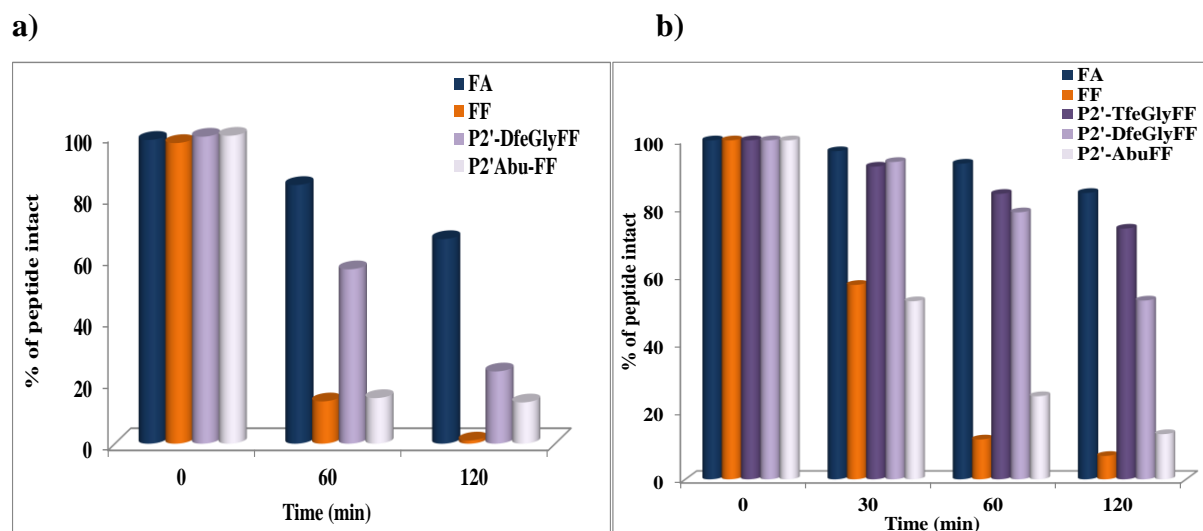 a)
FA
FF
P2'-DfeGlyFF
P2'Abu-FF
% of peptide intact
100
80
60
40
20
0
0 60 120
Time (min)
b)
FA
FF
P2'-TfeGlyFF
P2'-DfeGlyFF
P2'-AbuFF
% of peptide intact
100
80
60
40
20
0
0 30 60 120
Time (min)